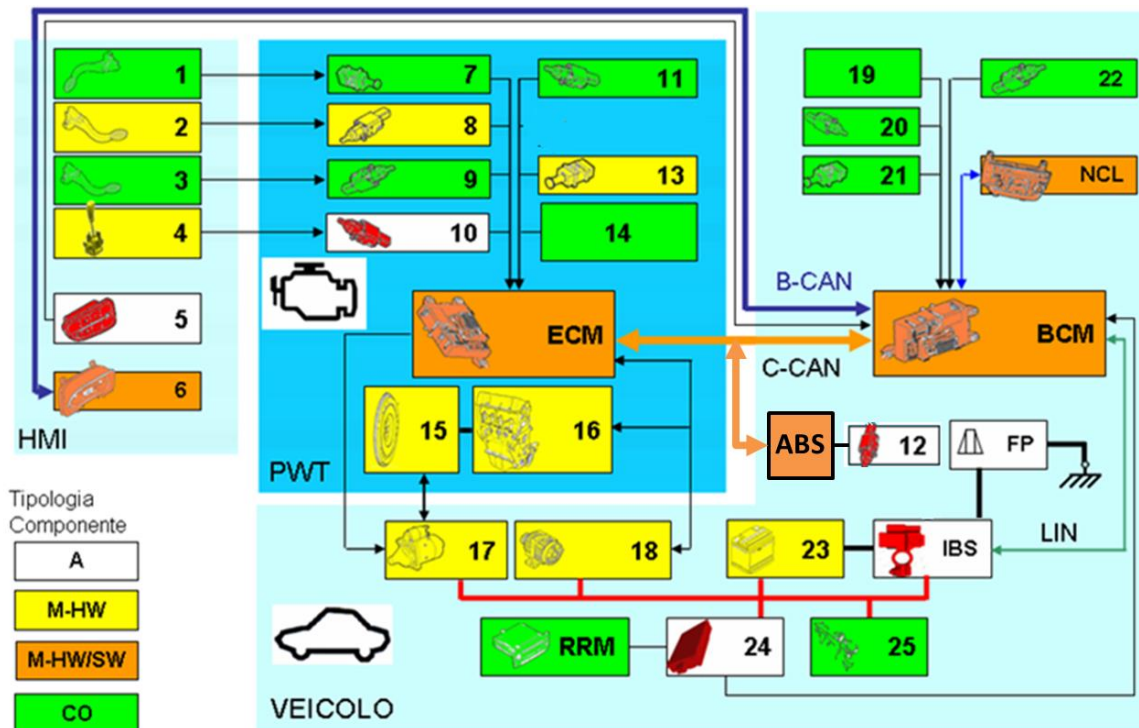 1
2
3
4
5
6
HMI
7
8
9
10
11
13
14
ECM
15
16
PWT
19
20
21
22
NCL
B-CAN
BCM
C-CAN
ABS
12
FP
LIN
17
18
23
IBS
RRM
24
25
VEICOLO
Tipologia
Componente
A
M-HW
M-HW/SW
CO